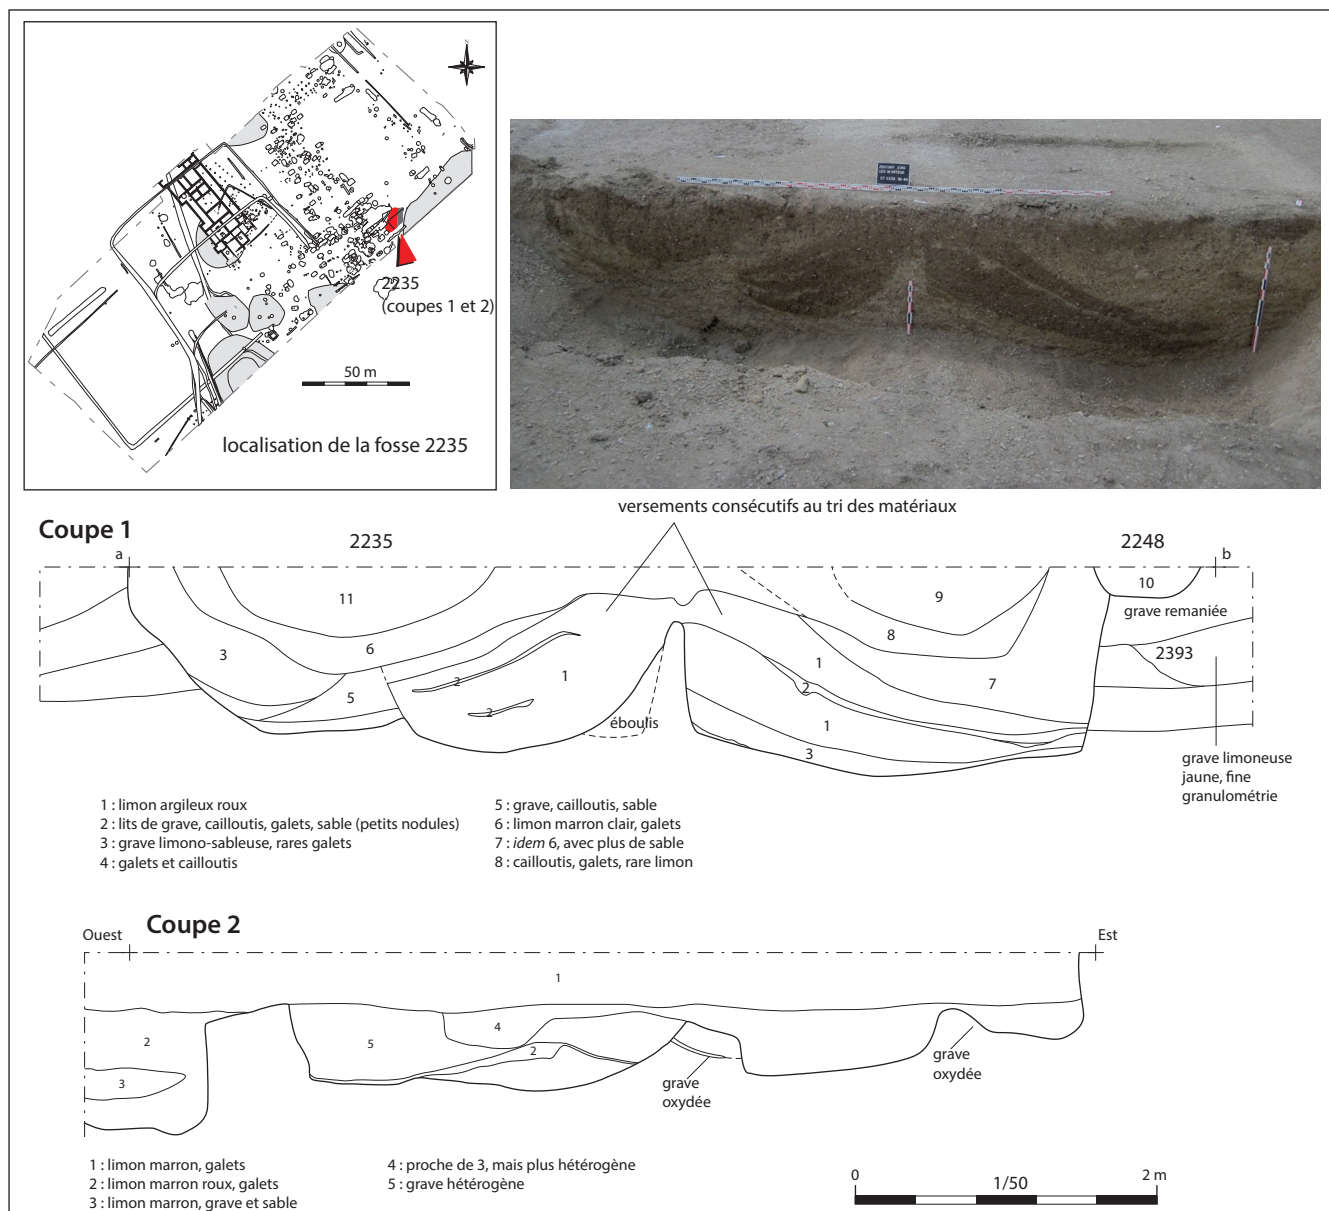 N
2235
(coupes 1 et 2)
50 m
localisation de la fosse 2235
versements consécutifs au tri des matériaux
Coupe 1
2235
2248
a
b
11
9
10
grave remaniée
3
6
8
1
2393
5
2
1
2
7
2
éboulis
1
3
grave limoneuse
jaune, fine
granulométrie
1 : limon argileux roux
2 : lits de grave, cailloutis, galets, sable (petits nodules)
3 : grave limono-sableuse, rares galets
4 : galets et cailloutis
5 : grave, cailloutis, sable
6 : limon marron clair, galets
7 : idem 6, avec plus de sable
8 : cailloutis, galets, rare limon
Coupe 2
Ouest
Est
1
2
4
5
2
3
grave
oxydée
grave
oxydée
1 : limon marron, galets
2 : limon marron roux, galets
3 : limon marron, grave et sable
4 : proche de 3, mais plus hétérogène
5 : grave hétérogène
0
1/50
2 m